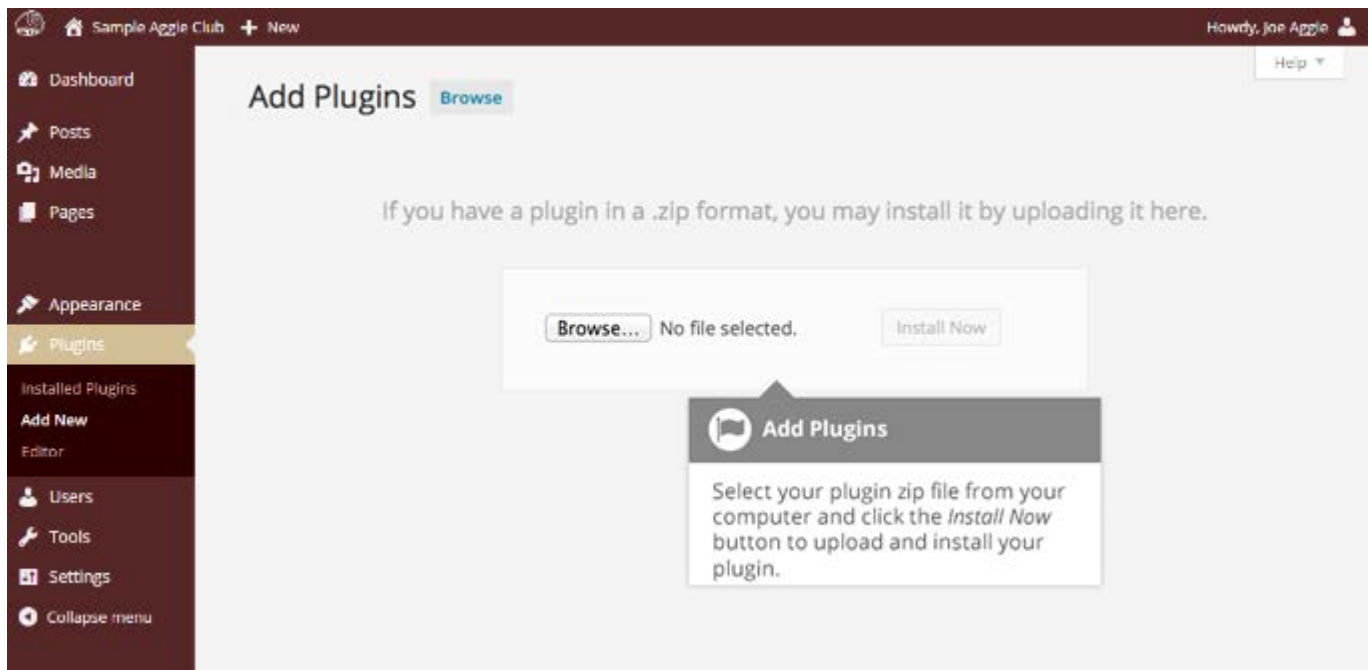 Sample Aggie Club + New
Howdy, Joe Aggie
Help
Dashboard
Add Plugins Browse
Posts
Media
Pages
If you have a plugin in a .zip format, you may install it by uploading it here.
Appearance
Plugins
Browse... No file selected. Install Now
Installed Plugins
Add New
Editor
Add Plugins
Select your plugin zip file from your
computer and click the Install Now
button to upload and install your
plugin.
Users
Tools
Settings
Collapse menu